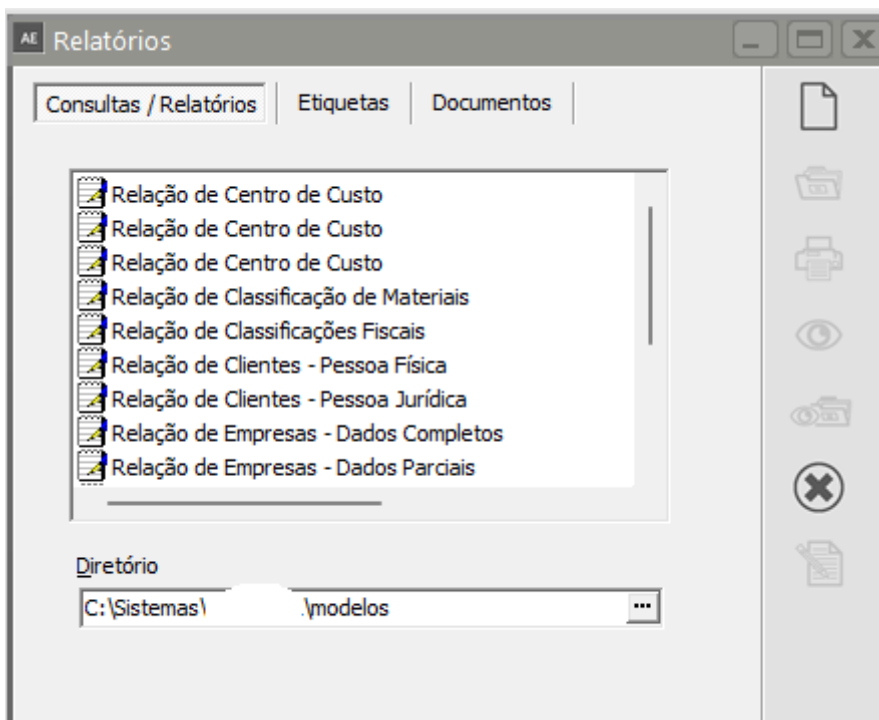 AE Relatórios
Consultas / Relatórios Etiquetas Documentos
Relação de Centro de Custo
Relação de Centro de Custo
Relação de Centro de Custo
Relação de Classificação de Materiais
Relação de Classificações Fiscais
Relação de Clientes - Pessoa Física
Relação de Clientes - Pessoa Jurídica
Relação de Empresas - Dados Completos
Relação de Empresas - Dados Parciais
Diretório
C:\Sistemas\ .\modelos ...